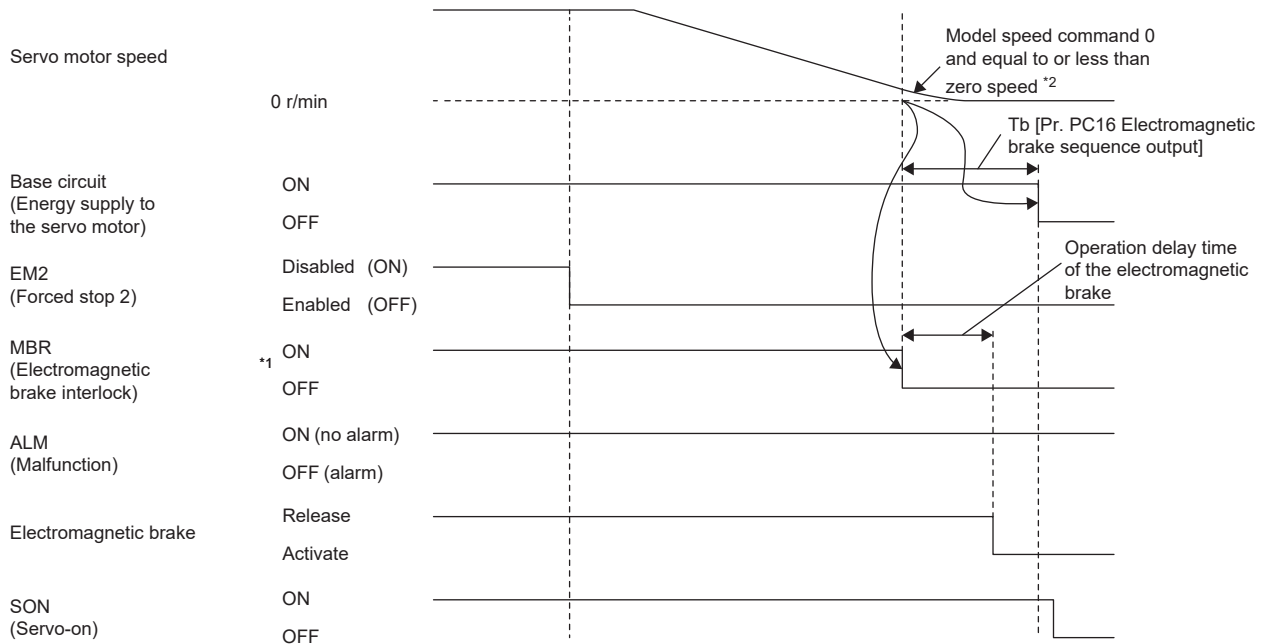 Servo motor speed
0 r/min
Model speed command 0
and equal to or less than
zero speed *2
Tb [Pr. PC16 Electromagnetic
brake sequence output]
Base circuit
(Energy supply to
the servo motor)
ON
OFF
EM2
(Forced stop 2)
Disabled (ON)
Enabled (OFF)
Operation delay time
of the electromagnetic
brake
MBR
(Electromagnetic
brake interlock)
*1 ON
OFF
ALM
(Malfunction)
ON (no alarm)
OFF (alarm)
Electromagnetic brake
Release
Activate
SON
(Servo-on)
ON
OFF